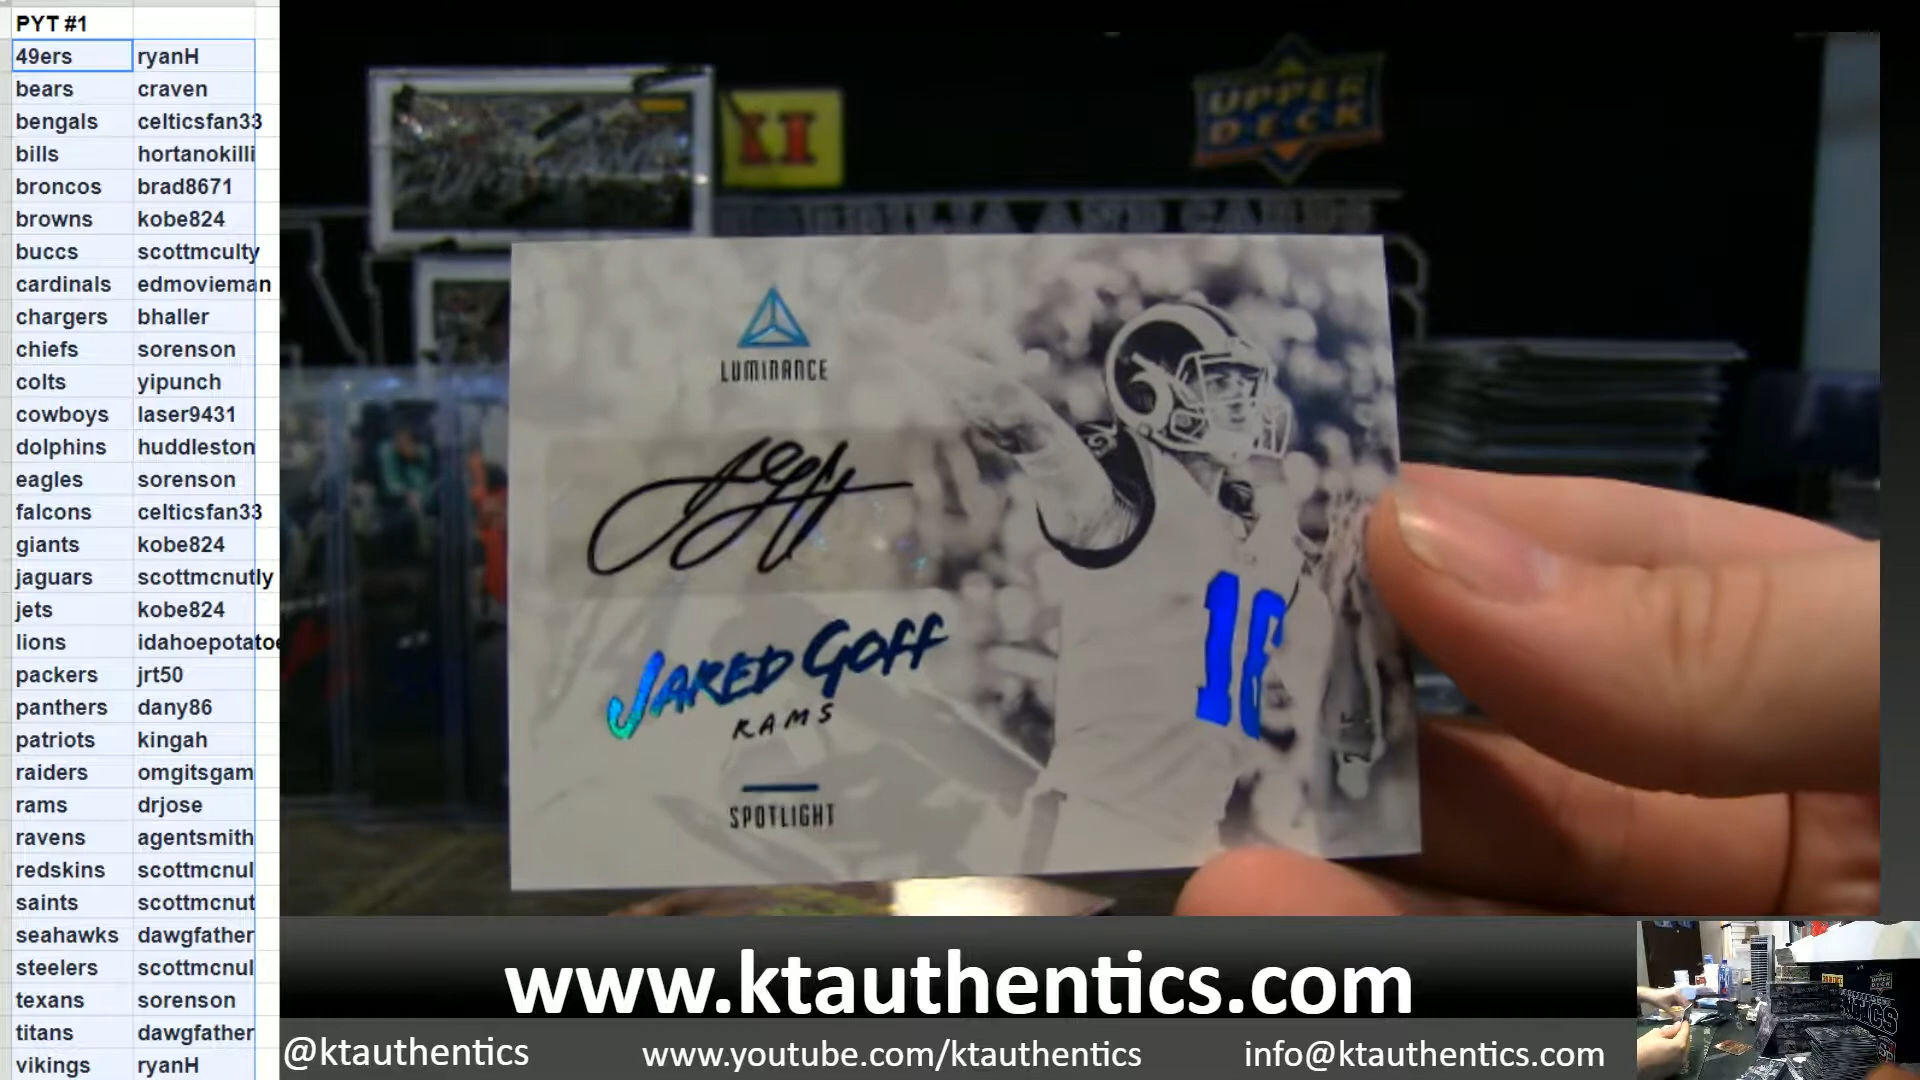 PYT #1
49ers ryanH
bears craven
bengals celticsfan33
bills hortanokilli
broncos brad8671
browns kobe824
buccs scottmculty
cardinals edmovieman
chargers bhaller
chiefs sorenson
colts yipunch
cowboys laser9431
dolphins huddleston
eagles sorenson
falcons celticsfan33
giants kobe824
jaguars scottmcnutly
jets kobe824
lions idahoepotatoe
packers jrt50
panthers dany86
patriots kingah
raiders omgitsgam
rams drjose
ravens agentsmith
redskins scottmcnul
saints scottmcnut
seahawks dawgfather
steelers scottmcnul
texans sorenson
titans dawgfather
vikings ryanH
UPPER
DECK
AND CARDS
LUMINANCE
JARED GOFF
RAMS
SPOTLIGHT
16
www.ktauthentics.com
@ktauthentics
www.youtube.com/ktauthentics
info@ktauthentics.com